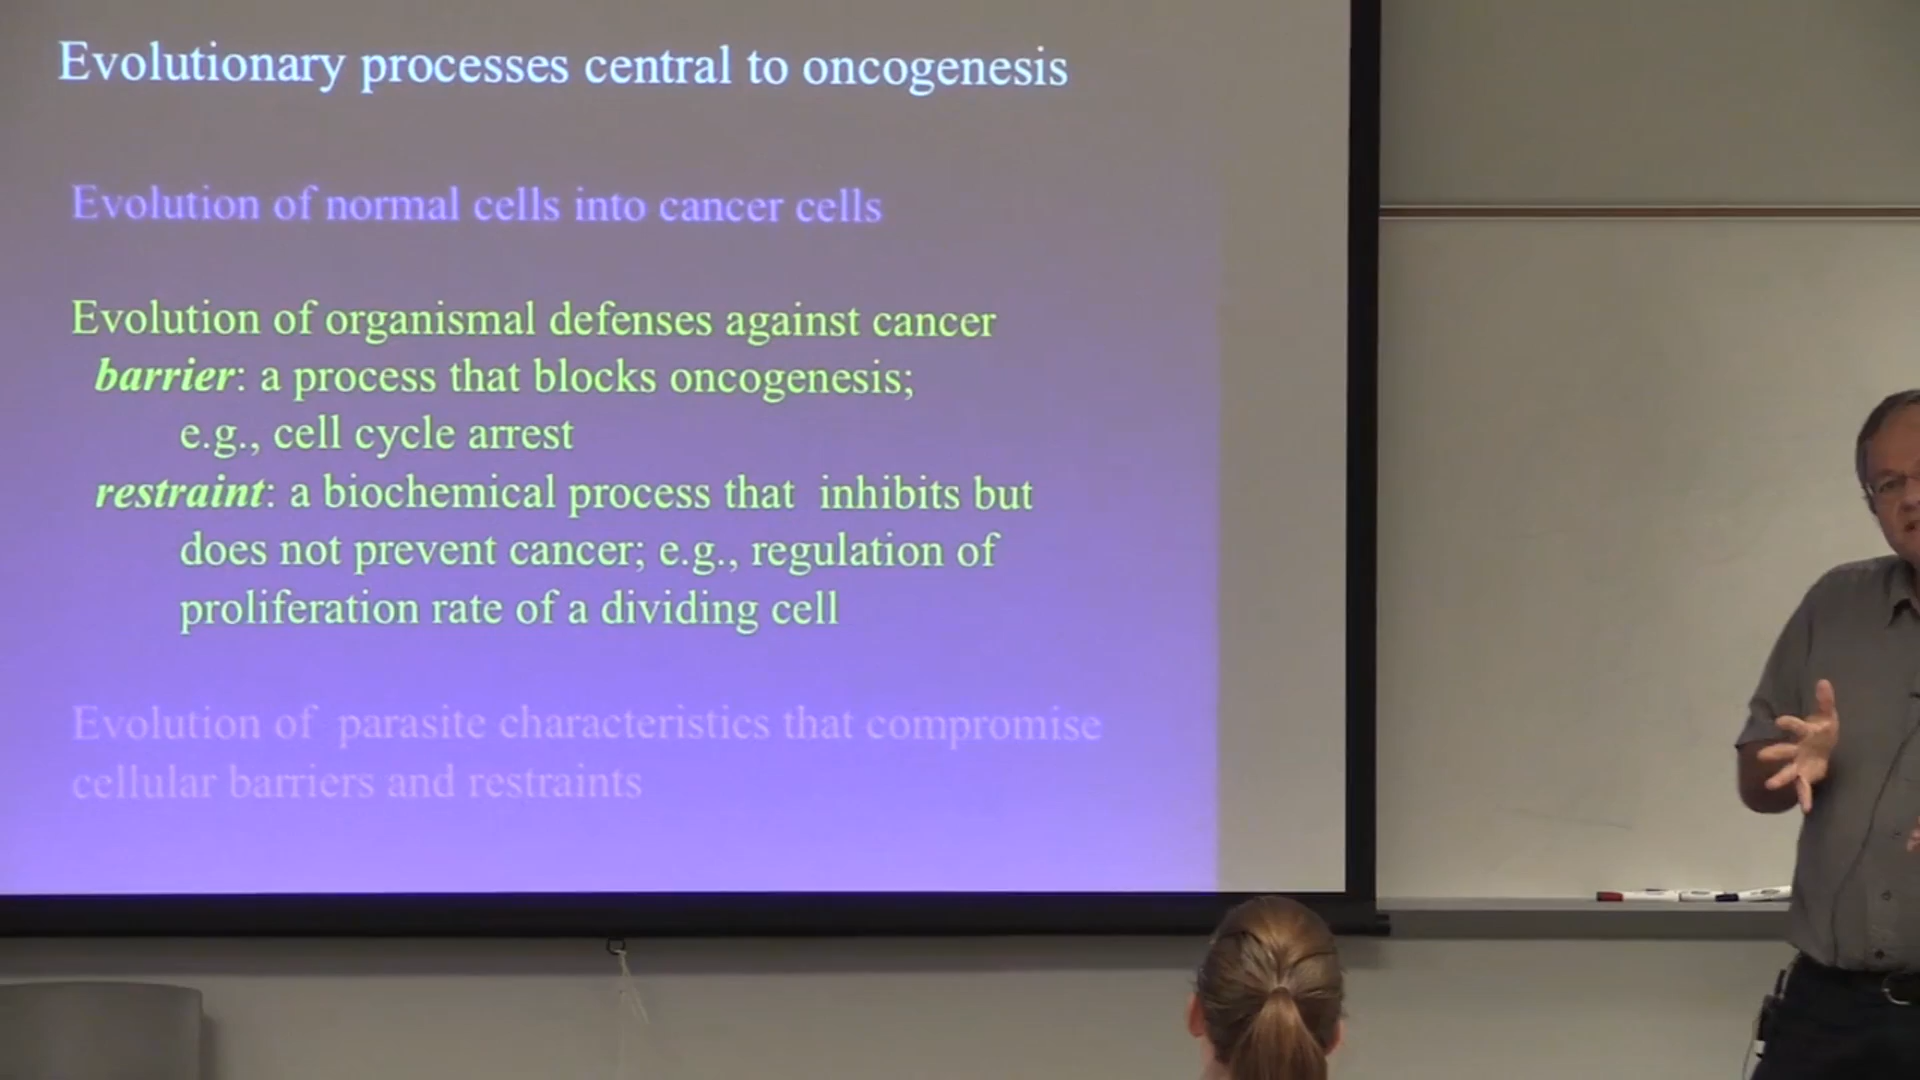 Evolutionary processes central to oncogenesis
Evolution of normal cells into cancer cells
Evolution of organismal defenses against cancer
barrier: a process that blocks oncogenesis;
e.g., cell cycle arrest
restraint: a biochemical process that inhibits but
does not prevent cancer; e.g., regulation of
proliferation rate of a dividing cell
Evolution of parasite characteristics that compromise
cellular barriers and restraints